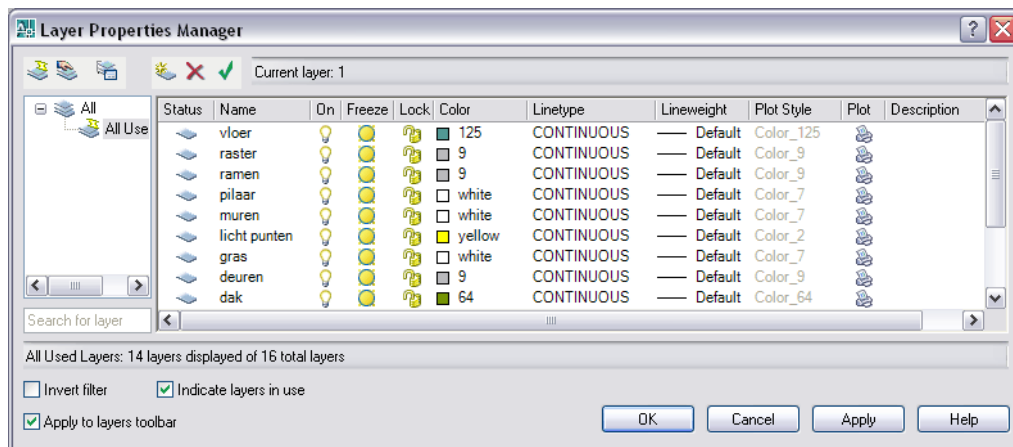 Layer Properties Manager
Current layer: 1
All
All Use
Status Name On Freeze Lock Color Linetype Lineweight Plot Style Plot Description
vloer 125 CONTINUOUS Default Color_125
raster 9 CONTINUOUS Default Color_9
ramen 9 CONTINUOUS Default Color_9
pilaar white CONTINUOUS Default Color_7
muren white CONTINUOUS Default Color_7
licht punten yellow CONTINUOUS Default Color_2
gras white CONTINUOUS Default Color_7
deuren 9 CONTINUOUS Default Color_9
dak 64 CONTINUOUS Default Color_64
Search for layer
All Used Layers: 14 layers displayed of 16 total layers
Invert filter Indicate layers in use
Apply to layers toolbar
OK Cancel Apply Help